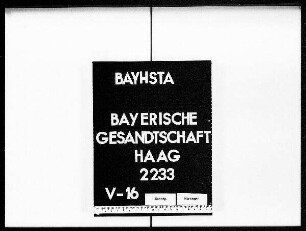 BAYHSTA
BAYERISCHE
GESANDTSCHAFT
HAAG
2233
V-16